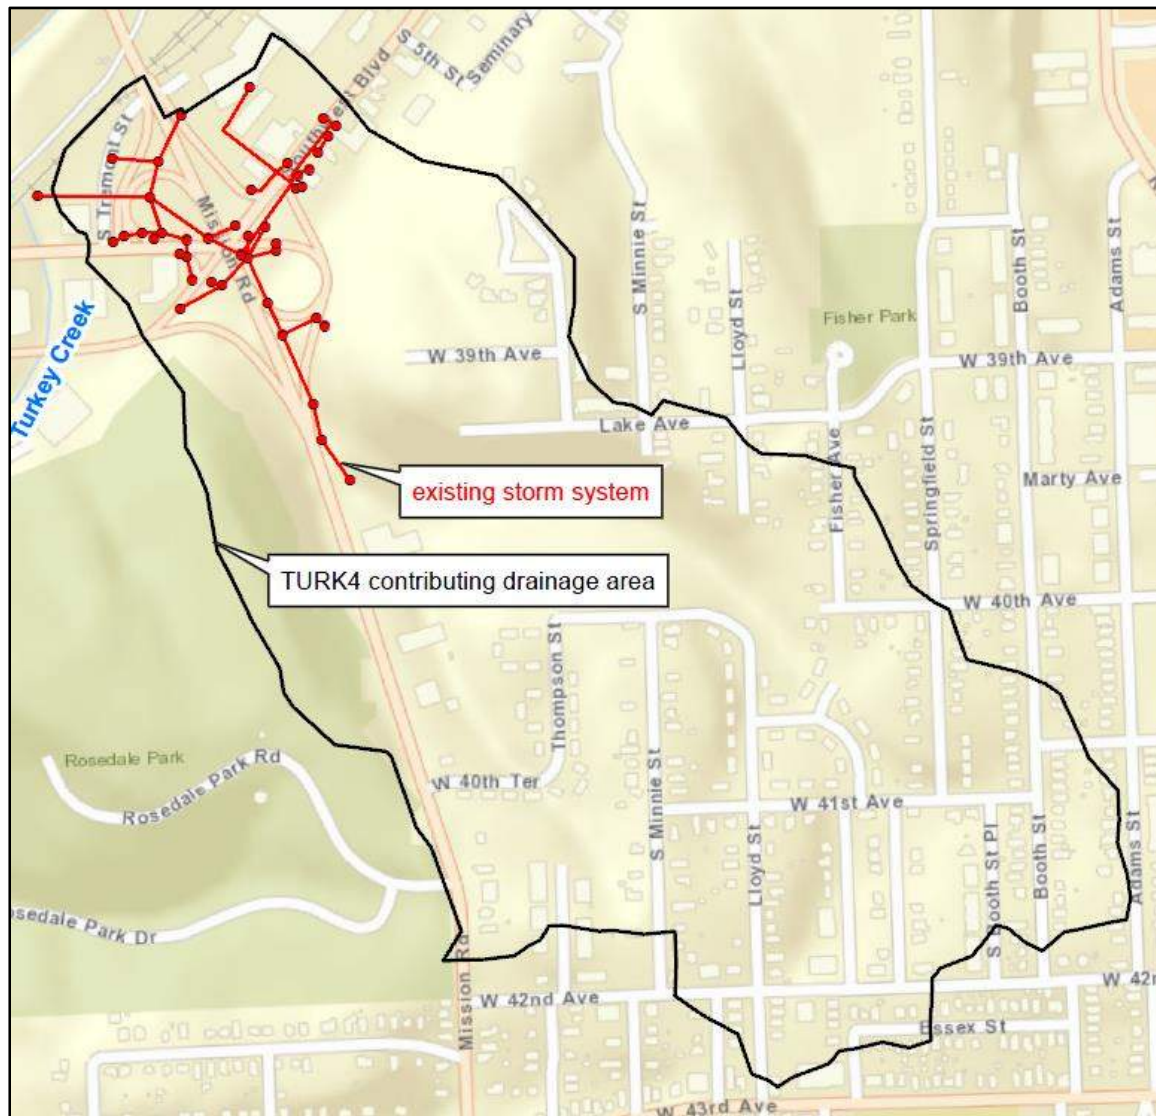 S 5th St
Seminary
Southwest Blvd
S Tremont St
Mission Rd
Turkey Creek
S Minnie St
Lloyd St
Booth St
Adams St
Fisher Park
W 39th Ave
W 39th Ave
Lake Ave
Fisher Ave
Springfield St
Marty Ave
existing storm system
TURK4 contributing drainage area
W 40th Ave
Thompson St
Rosedale Park
Rosedale Park Rd
W 40th Ter
S Minnie St
Lloyd St
W 41st Ave
S Booth St Pl
Booth St
Adams St
osedale Park Dr
Mission Rd
W 42nd Ave
W 42n
Essex St
W 43rd Ave